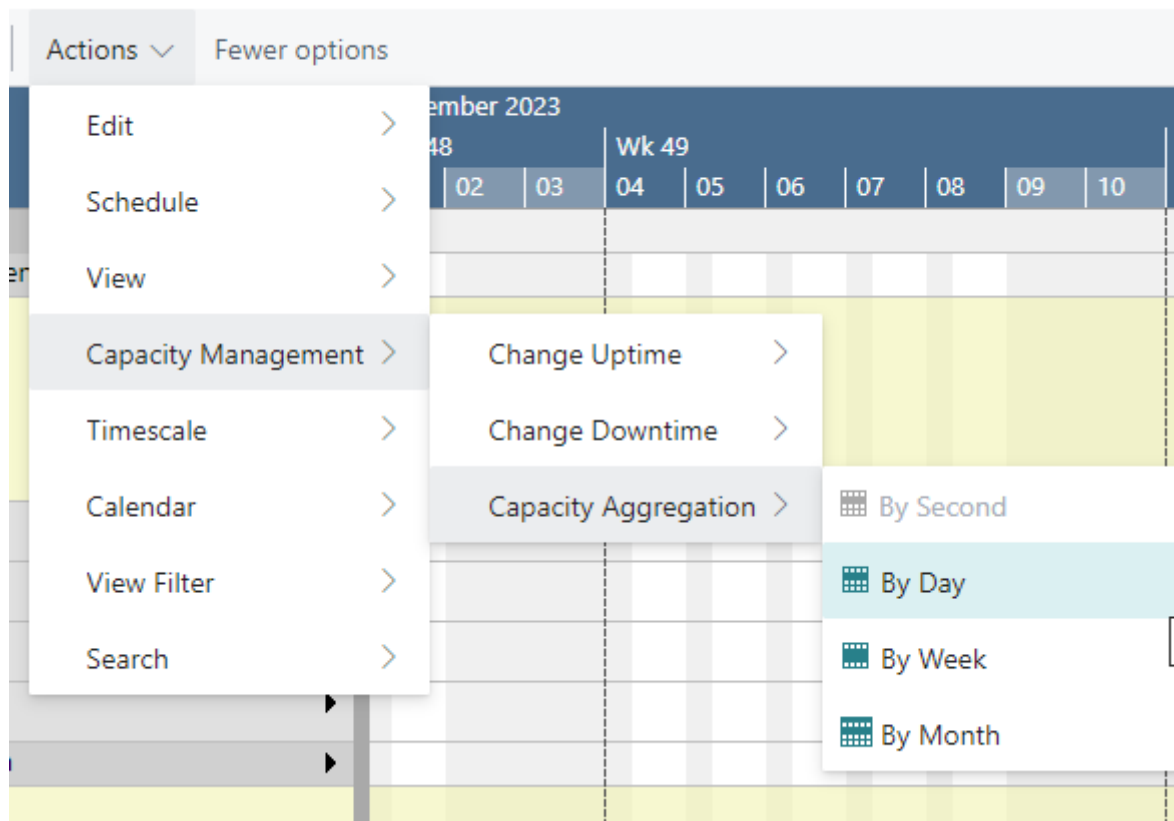 Actions Fewer options
Edit
Schedule
View
Capacity Management
Timescale
Calendar
View Filter
Search
2023
Wk 49
02 03 04 05 06 07 08 09 10
Change Uptime
Change Downtime
Capacity Aggregation
By Second
By Day
By Week
By Month